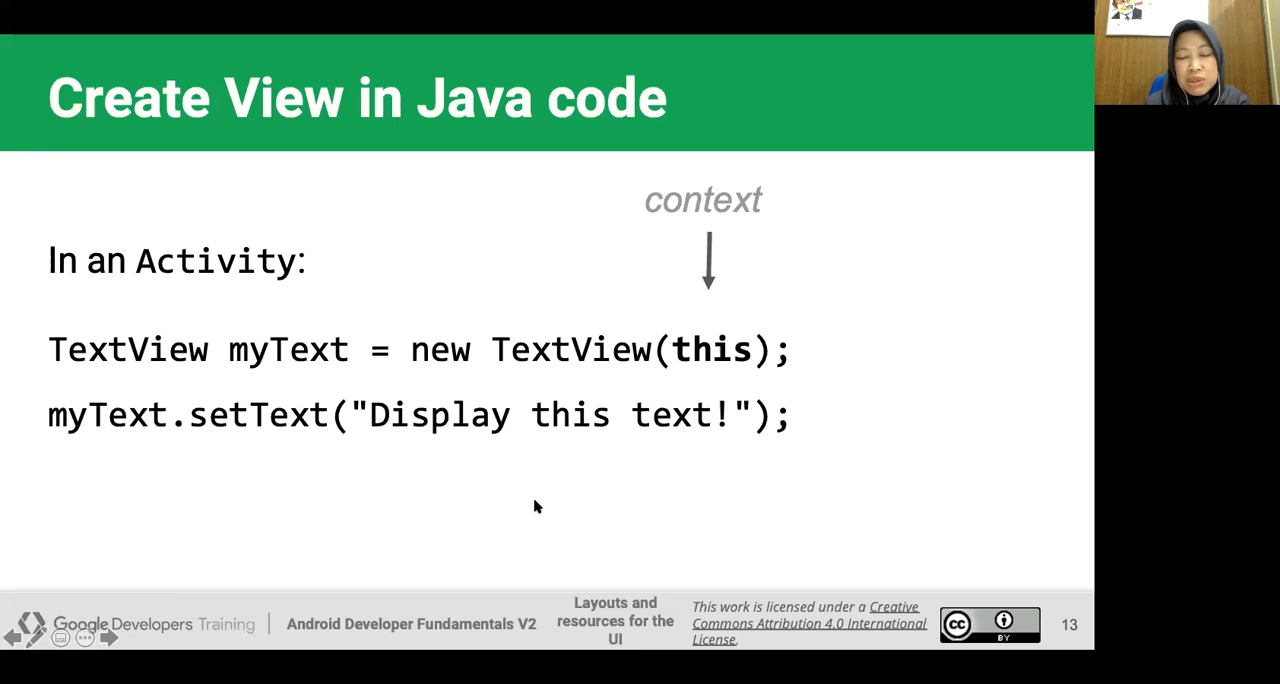 Create View in Java code
context
In an Activity:
TextView myText = new TextView(this);
myText.setText("Display this text!");
Google Developers Training
Android Developer Fundamentals V2
Layouts and
resources for the
UI
This work is licensed under a Creative
Commons Attribution 4.0 International
License.
cc
BY
13